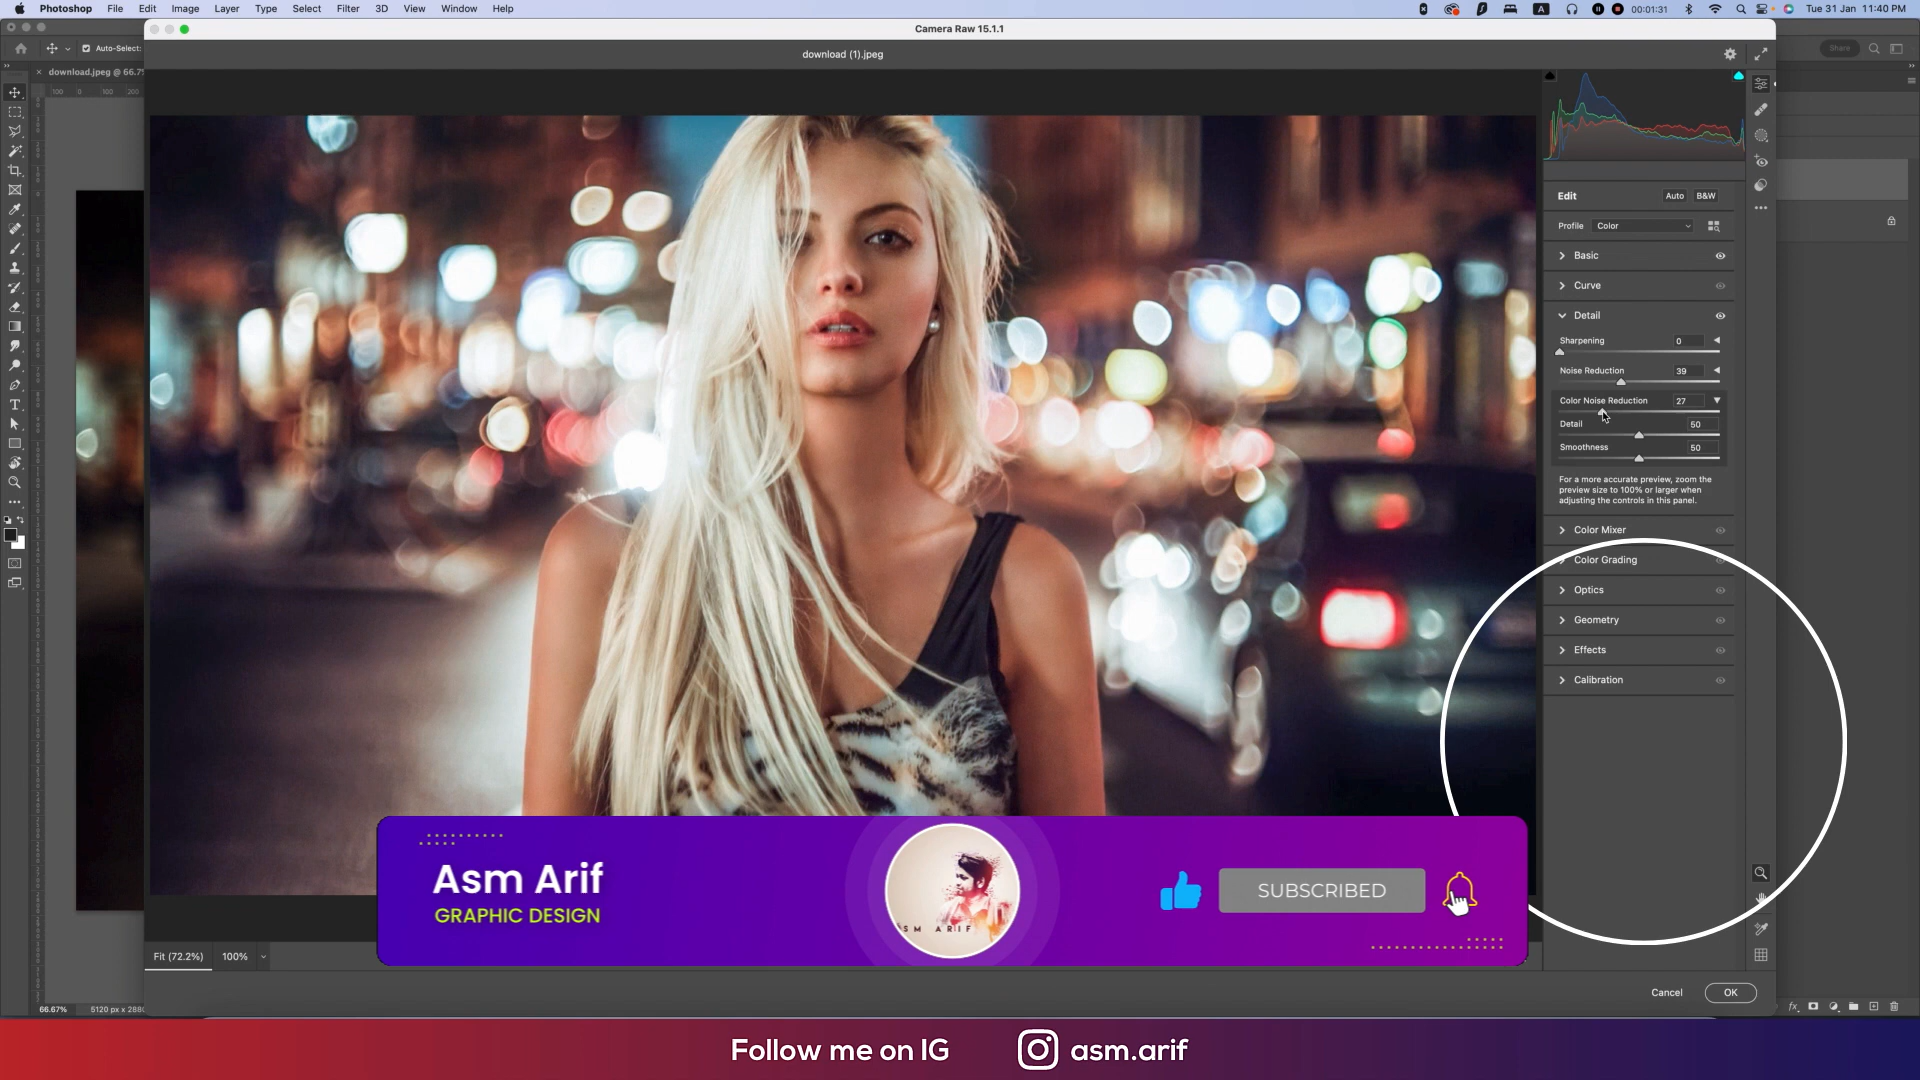 Photoshop File Edit Image Layer Type Select Filter 3D View Window Help
A 00:01:31 Tue 31 Jan 11:40 PM
Camera Raw 15.1.1
Auto-Select:
Share
download (1).jpeg
download.jpeg @ 66.7
Edit Auto B&W
Profile Color
Basic
Curve
Detail
Sharpening 0
Noise Reduction 39
Color Noise Reduction 27
Detail 50
Smoothness 50
For a more accurate preview, zoom the
preview size to 100% or larger when
adjusting the controls in this panel.
Color Mixer
Color Grading
Optics
Geometry
Effects
Calibration
Asm Arif
GRAPHIC DESIGN
SM ARIF
SUBSCRIBED
Fit (72.2%) 100%
Cancel OK
66.67% 5120 px x 288
fx
Follow me on IG asm.arif